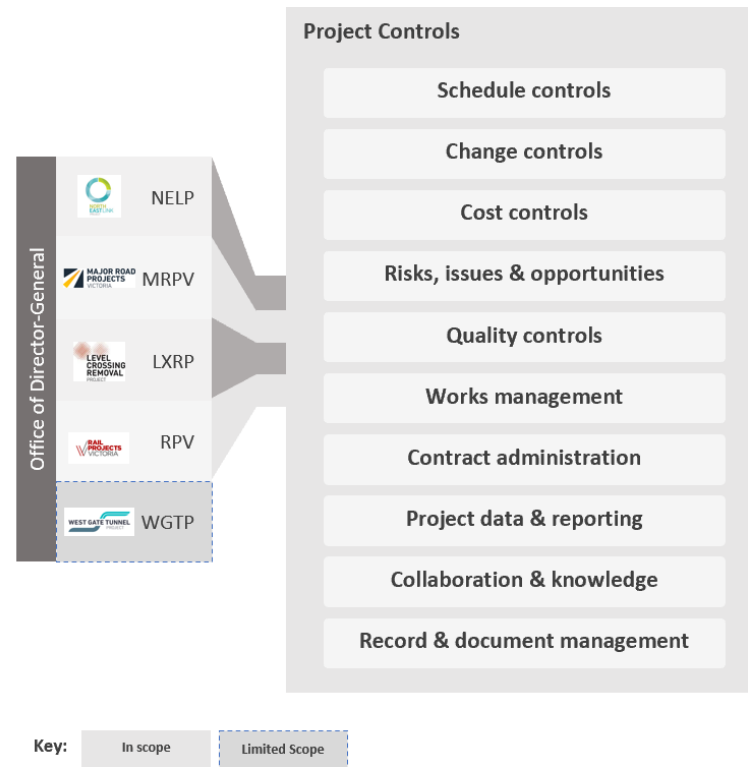 Project Controls
Schedule controls
Change controls
Cost controls
Risks, issues & opportunities
Quality controls
Works management
Contract administration
Project data & reporting
Collaboration & knowledge
Record & document management
Office of Director-General
NORTH
EASTLINK
NELP
MAJOR ROAD
PROJECTS
VICTORIA
MRPV
LEVEL
CROSSING
REMOVAL
PROJECT
LXRP
RAIL
PROJECTS
VICTORIA
RPV
WEST GATE TUNNEL
PROJECT
WGTP
Key:
In scope
Limited Scope